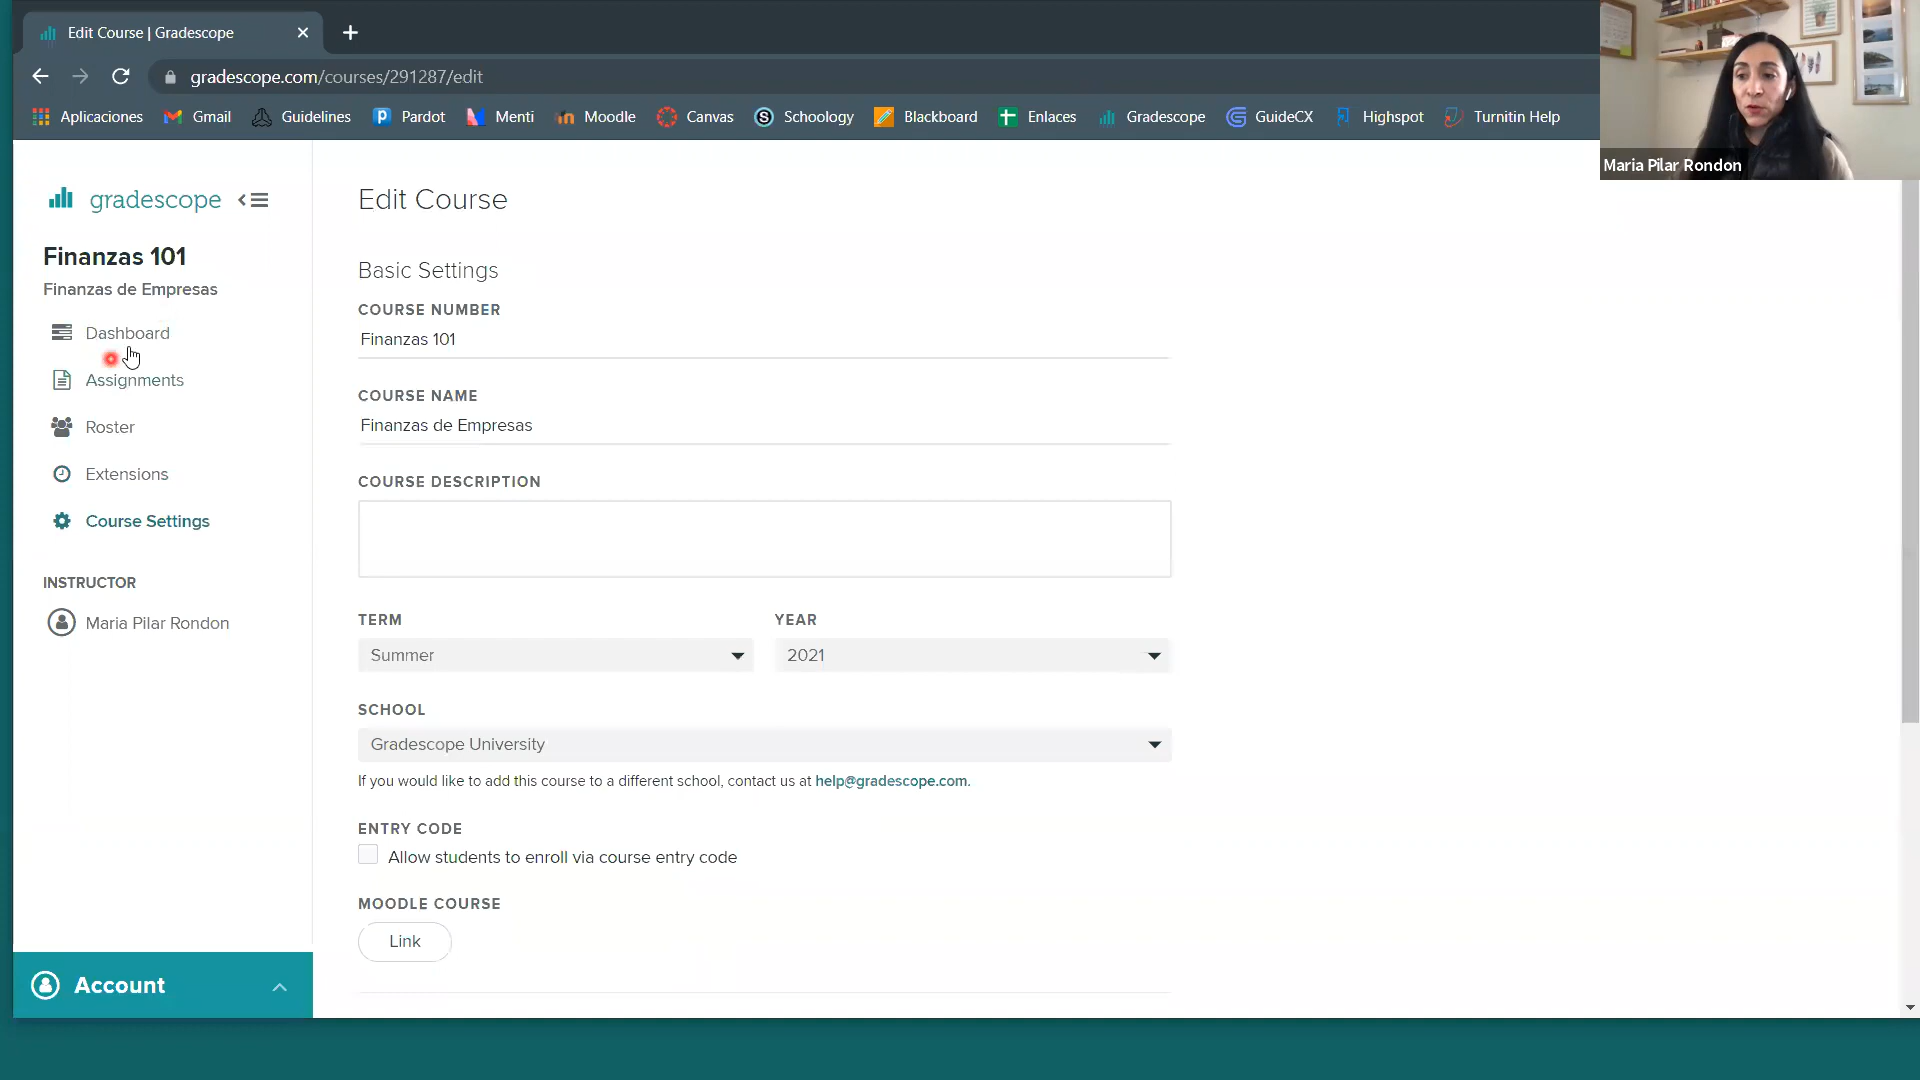 Edit Course | Gradescope
gradescope.com/courses/291287/edit
Aplicaciones Gmail Guidelines Pardot Menti Moodle Canvas Schoology Blackboard Enlaces Gradescope GuideCX Highspot Turnitin Help
Maria Pilar Rondon
gradescope
Finanzas 101
Finanzas de Empresas
Dashboard
Assignments
Roster
Extensions
Course Settings
INSTRUCTOR
Maria Pilar Rondon
Account
Edit Course
Basic Settings
COURSE NUMBER
Finanzas 101
COURSE NAME
Finanzas de Empresas
COURSE DESCRIPTION
TERM YEAR
Summer 2021
SCHOOL
Gradescope University
If you would like to add this course to a different school, contact us at help@gradescope.com.
ENTRY CODE
Allow students to enroll via course entry code
MOODLE COURSE
Link